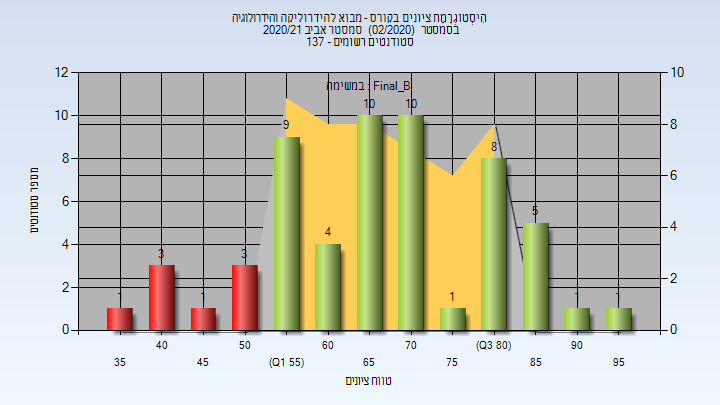 היסטוגרמת ציונים בקורס - מבוא להידרוליקה והידרולוגיה
בסמסטר (02/2020) סמסטר אביב 2020/21
סטודנטים רשומים - 137
במשימה : Final_B
12 10 8 6 4 2 0
10 8 6 4 2 0
מספר סטודנטים
1 3 1 3 9 4 10 10 1 8 5 1 1
40 50 60 70 (Q3 80) 90
35 45 (Q1 55) 65 75 85 95
טווח ציונים